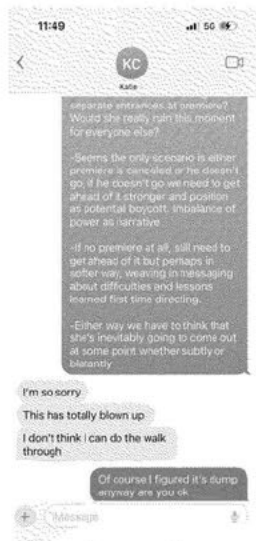 11:49
5G
KC
Katie
separate entrances at premiere?
Would she really ruin this moment
for everyone else?
-Seems the only scenario is either
premiere is canceled or he doesn't
go, if he doesn't go we need to get
ahead of it stronger and position
as potential boycott, imbalance of
power as narrative
-If no premiere at all, still need to
get ahead of it but perhaps in
softer way, weaving in messaging
about difficulties and lessons
learned first time directing.
-Either way we have to think that
she's inevitably going to come out
at some point whether subtly or
blatantly
I'm so sorry
This has totally blown up
I don't think I can do the walk
through
Of course I figured it's dump
anyway are you ok
iMessage